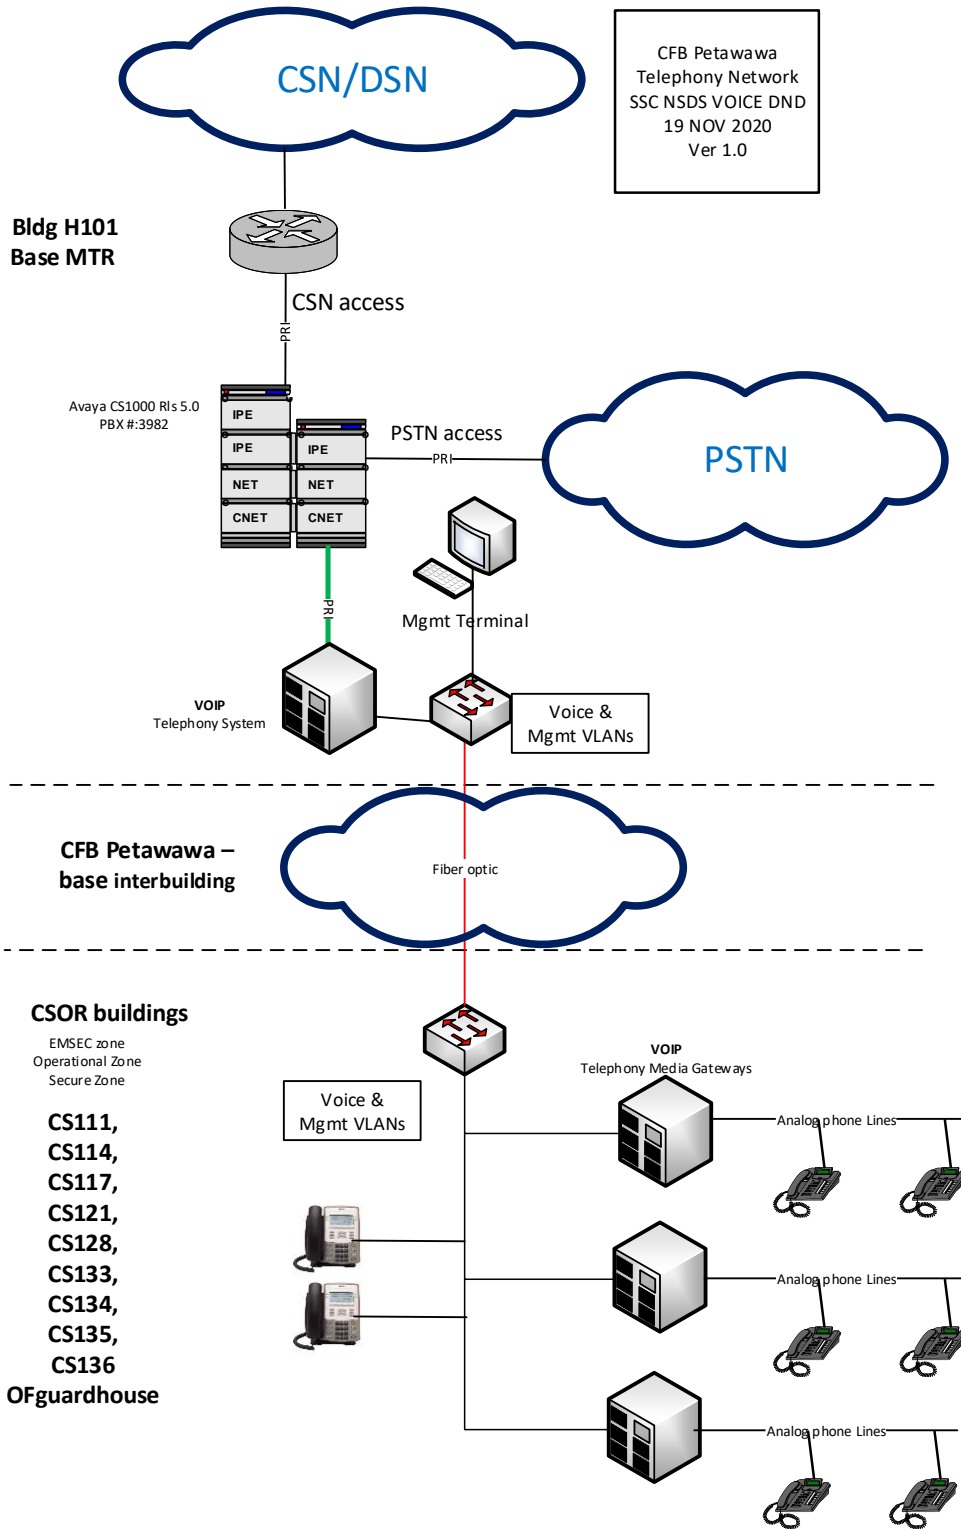 CSN/DSN
CFB Petawawa
Telephony Network
SSC NSDS VOICE DND
19 NOV 2020
Ver 1.0
Bldg H101
Base MTR
CSN access
PRI
Avaya CS1000 Rls 5.0
PBX #:3982
IPE
IPE
NET
CNET
IPE
NET
CNET
PSTN access
PRI
PSTN
Mgmt Terminal
PRI
VOIP
Telephony System
Voice &
Mgmt VLANs
CFB Petawawa –
base interbuilding
Fiber optic
CSOR buildings
EMSEC zone
Operational Zone
Secure Zone
CS111,
CS114,
CS117,
CS121,
CS128,
CS133,
CS134,
CS135,
CS136
OFguardhouse
Voice &
Mgmt VLANs
VOIP
Telephony Media Gateways
Analog phone Lines
Analog phone Lines
Analog phone Lines